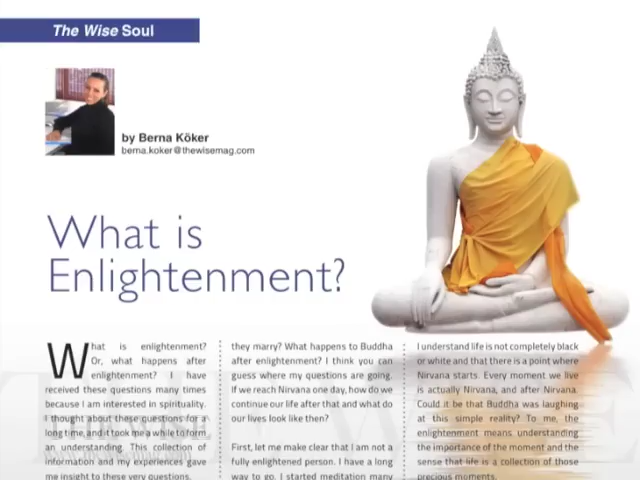 The Wise Soul
by Berna Köker
berna.koker@thewisemag.com
What is
Enlightenment?
What is enlightenment?
Or, what happens after
enlightenment? I have
received these questions many times
because I am interested in spirituality.
I thought about these questions for a
long time, and it took me a while to form
an understanding. This collection of
information and my experiences gave
me insight to these very questions.
they marry? What happens to Buddha
after enlightenment? I think you can
guess where my questions are going.
If we reach Nirvana one day, how do we
continue our life after that and what do
our lives look like then?
First, let me make clear that I am not a
fully enlightened person. I have a long
way to go. I started meditation many
I understand life is not completely black
or white and that there is a point where
Nirvana starts. Every moment we live
is actually Nirvana, and after Nirvana.
Could it be that Buddha was laughing
at this simple reality? To me, the
enlightenment means understanding
the importance of the moment and the
sense that life is a collection of those
precious moments.
THE WISE